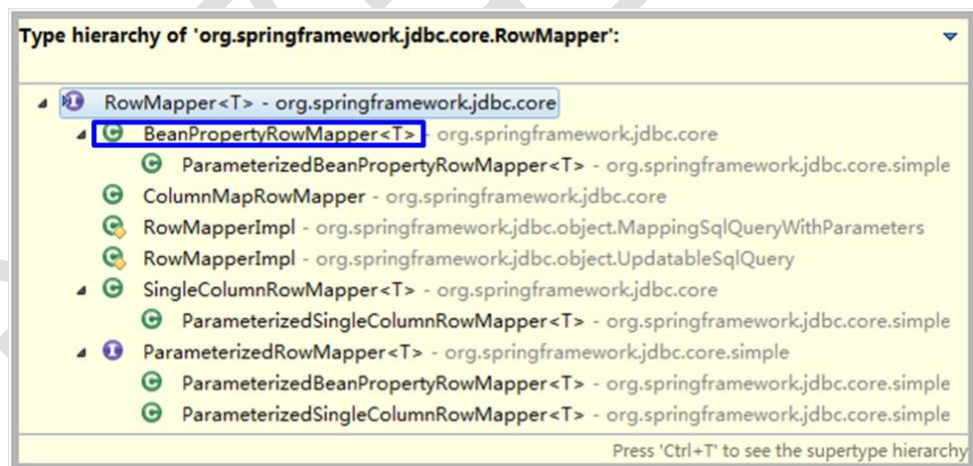 Type hierarchy of 'org.springframework.jdbc.core.RowMapper':
RowMapper<T> - org.springframework.jdbc.core
BeanPropertyRowMapper<T> - org.springframework.jdbc.core
ParameterizedBeanPropertyRowMapper<T> - org.springframework.jdbc.core.simple
ColumnMapRowMapper - org.springframework.jdbc.core
RowMapperImpl - org.springframework.jdbc.object.MappingSqlQueryWithParameters
RowMapperImpl - org.springframework.jdbc.object.UpdatableSqlQuery
SingleColumnRowMapper<T> - org.springframework.jdbc.core
ParameterizedSingleColumnRowMapper<T> - org.springframework.jdbc.core.simple
ParameterizedRowMapper<T> - org.springframework.jdbc.core.simple
ParameterizedBeanPropertyRowMapper<T> - org.springframework.jdbc.core.simple
ParameterizedSingleColumnRowMapper<T> - org.springframework.jdbc.core.simple
Press 'Ctrl+T' to see the supertype hierarchy